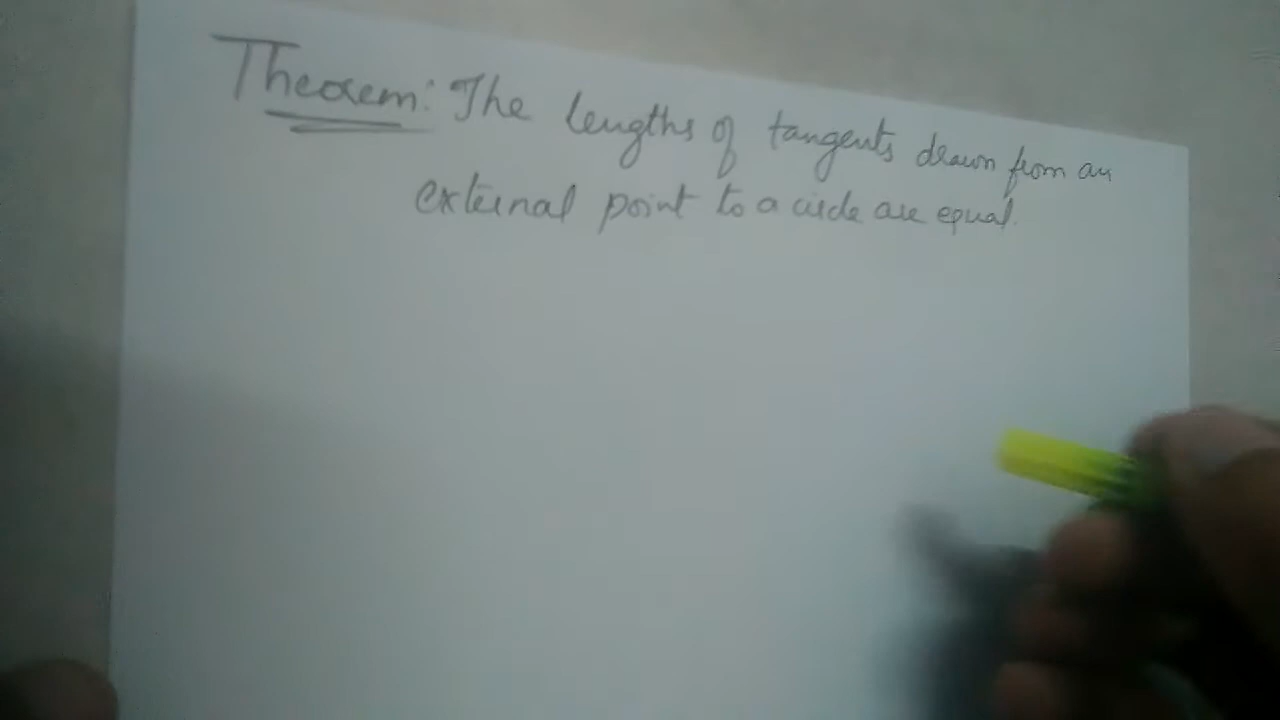 Theorem: The lengths of tangents drawn from an
external point to a circle are equal.